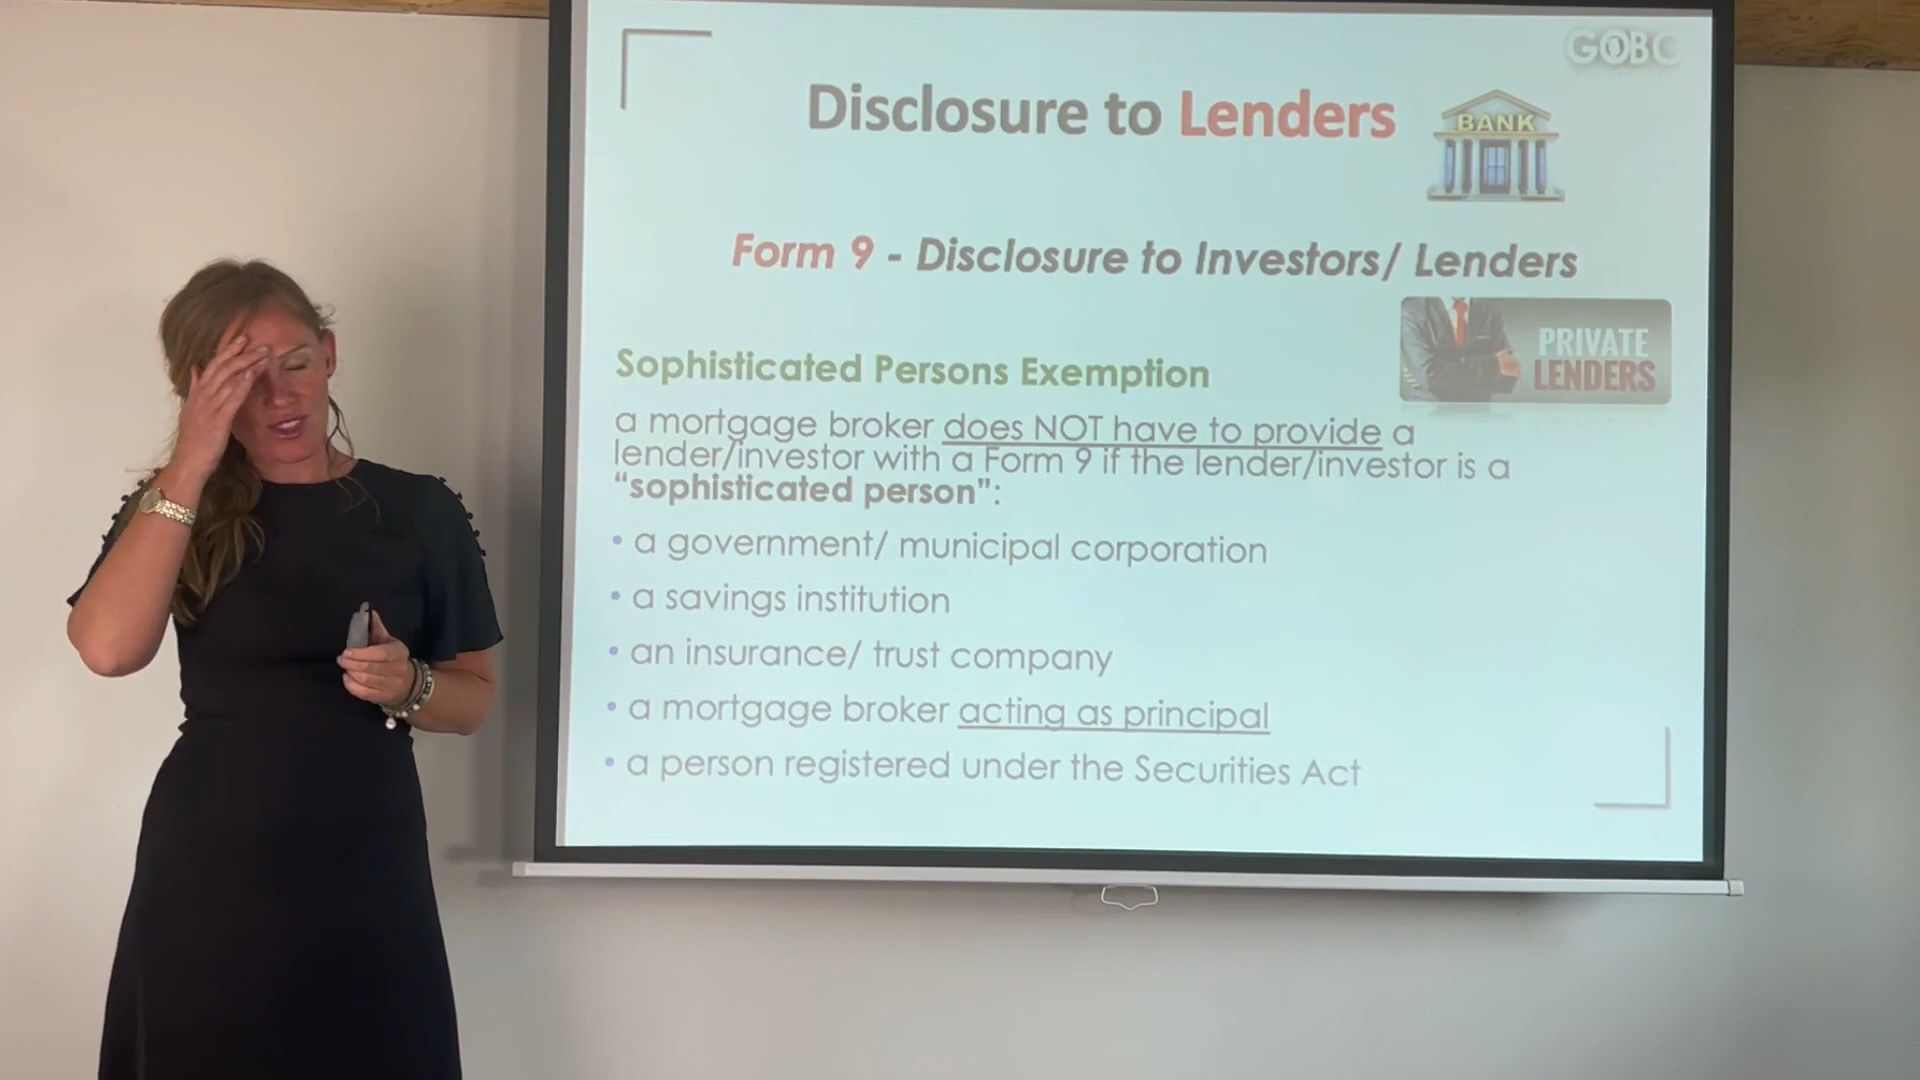 GOBC
Disclosure to Lenders
BANK
Form 9 - Disclosure to Investors/ Lenders
PRIVATE
LENDERS
Sophisticated Persons Exemption
a mortgage broker does NOT have to provide a
lender/investor with a Form 9 if the lender/investor is a
“sophisticated person”:
• a government/ municipal corporation
• a savings institution
• an insurance/ trust company
• a mortgage broker acting as principal
• a person registered under the Securities Act